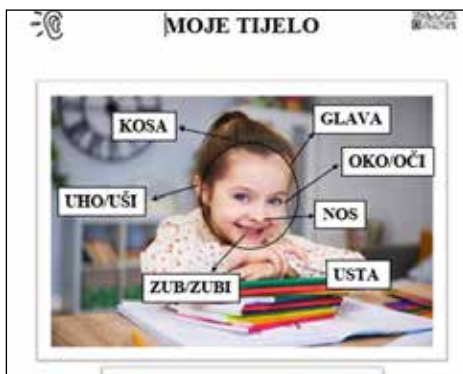 MOJE TIJELO
KOSA
GLAVA
OKO/OČI
UHO/UŠI
NOS
ZUB/ZUBI
USTA